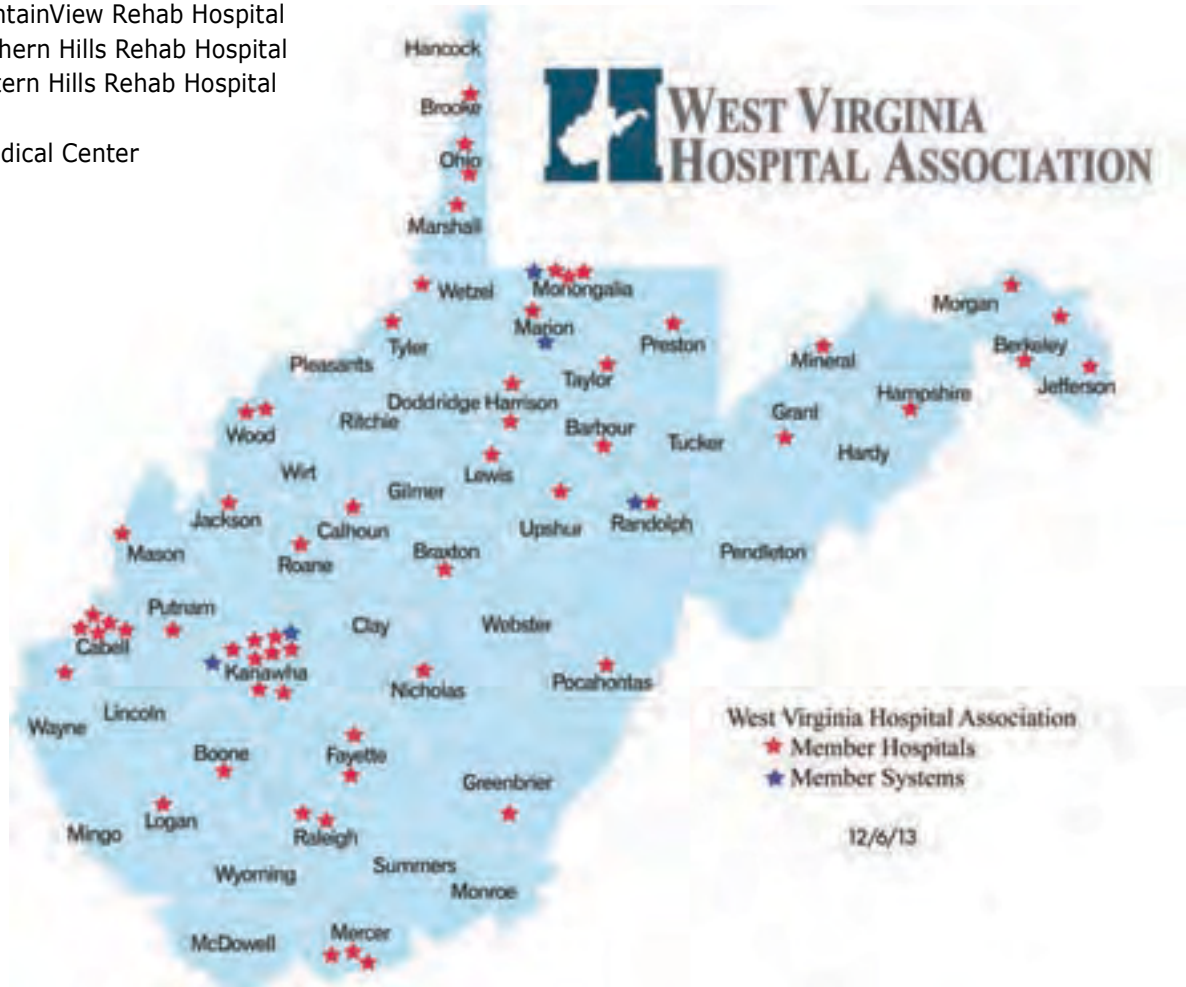 ntainView Rehab Hospital
hern Hills Rehab Hospital
tern Hills Rehab Hospital
dical Center
WEST VIRGINIA
HOSPITAL ASSOCIATION
Hancock
Brooke
Ohio
Marshall
Wetzel
Monongalia
Morgan
Marion
Preston
Tyler
Pleasants
Mineral
Berkeley
Taylor
Jefferson
Doddridge Harrison
Hampshire
Ritchie
Grant
Wood
Barbour
Tucker
Hardy
Wirt
Lewis
Gilmer
Jackson
Calhoun
Upshur
Randolph
Mason
Roane
Braxton
Pendleton
Putnam
Clay
Webster
Cabell
Kanawha
Nicholas
Pocahontas
Wayne
Lincoln
Boone
Fayette
Greenbrier
West Virginia Hospital Association
Member Hospitals
Member Systems
12/6/13
Logan
Mingo
Raleigh
Wyoming
Summers
Monroe
McDowell
Mercer